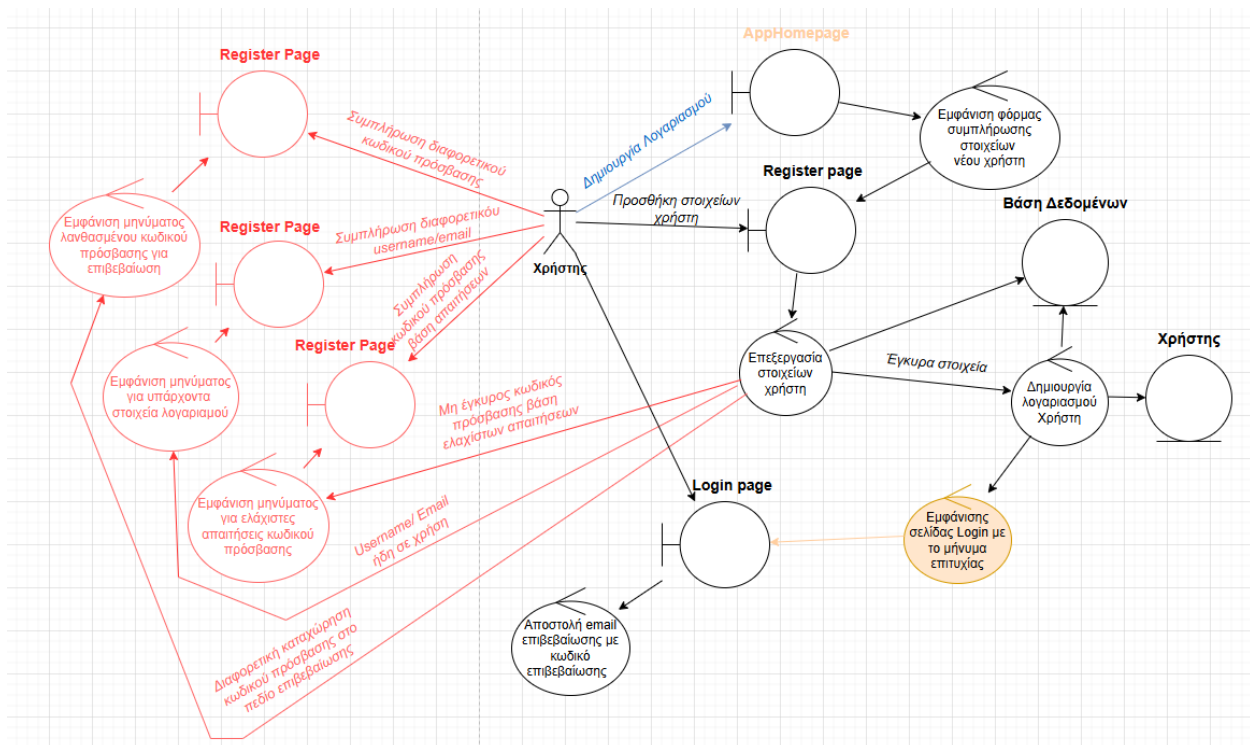 AppHomepage
Register Page
Συμπλήρωση διαφορετικού
κωδικού πρόσβασης
Δημιουργία Λογαριασμού
Εμφάνιση φόρμας
συμπλήρωσης
στοιχείων
νέου χρήστη
Register page
Προσθήκη στοιχείων
χρήστη
Βάση Δεδομένων
Εμφάνιση μηνύματος
λανθασμένου κωδικού
πρόσβασης για
επιβεβαίωση
Register Page
Συμπλήρωση διαφορετικόυ
username/email
Χρήστης
Συμπλήρωση
κωδικού πρόσβασης
βάση απαιτήσεων
Register Page
Χρήστης
Επεξεργασία
στοιχείων
χρήστη
Έγκυρα στοιχεία
Δημιουργία
λογαριασμού
Χρήστη
Εμφάνιση μηνύματος
για υπάρχοντα
στοιχεία λογαριαμού
Μη έγκυρος κωδικός
πρόσβασης βάση
ελαχίστων απαιτήσεων
Login page
Εμφάνιση μηνύματος
για ελάχιστες
απαιτήσεις κωδικού
πρόσβασης
Username/ Email
ήδη σε χρήση
Εμφάνισης
σελίδας Login με
το μήνυμα
επιτυχίας
Αποστολή email
επιβεβαίωσης με
κωδικό
επιβεβαίωσης
Διαφορετική καταχώρηση
κωδικού πρόσβασης στο
πεδίο επιβεβαίωσης